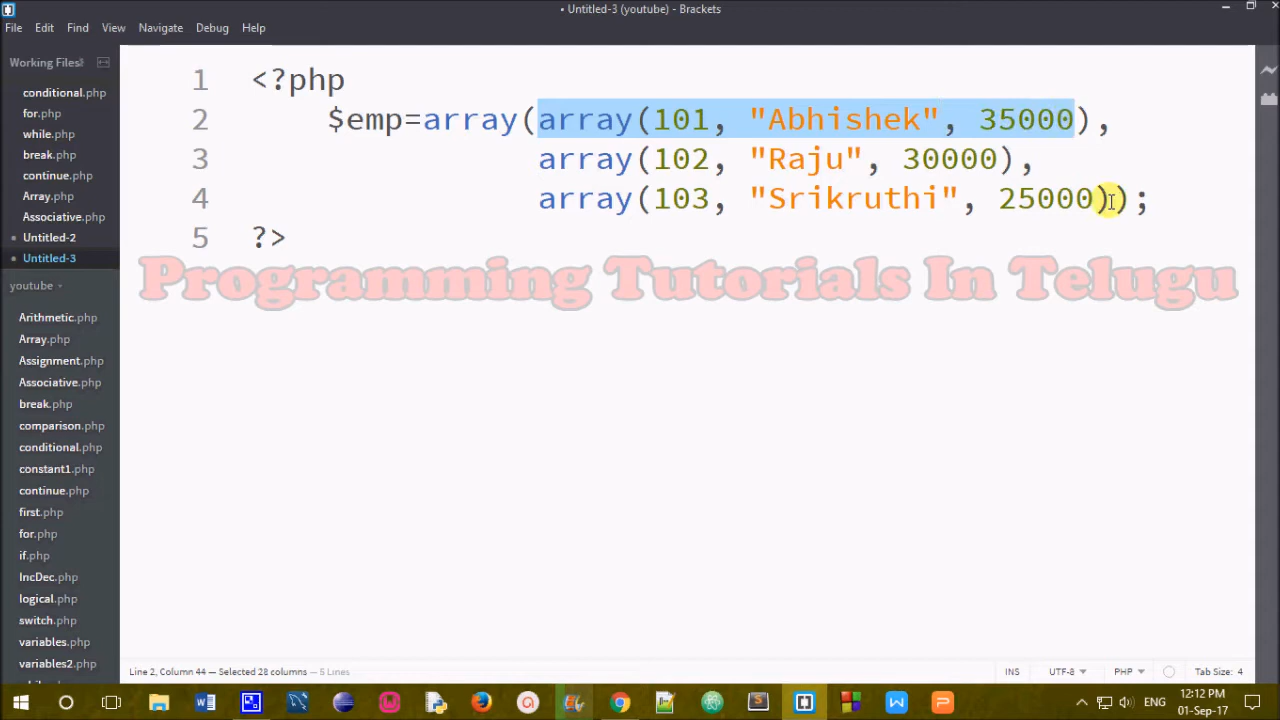 • Untitled-3 (youtube) - Brackets
File Edit Find View Navigate Debug Help
Working Files
conditional.php
for.php
while.php
break.php
continue.php
Array.php
Associative.php
• Untitled-2
• Untitled-3
youtube
Arithmetic.php
Array.php
Assignment.php
Associative.php
break.php
comparison.php
conditional.php
constant1.php
continue.php
first.php
for.php
if.php
IncDec.php
logical.php
switch.php
variables.php
variables2.php
1 <?php
2 $emp=array(array(101, "Abhishek", 35000),
3 array(102, "Raju", 30000),
4 array(103, "Srikruthi", 25000));
5 ?>
Programming Tutorials In Telugu
Line 2, Column 44 — Selected 28 columns — 5 Lines
INS UTF-8 PHP Tab Size: 4
ENG
12:12 PM
01-Sep-17